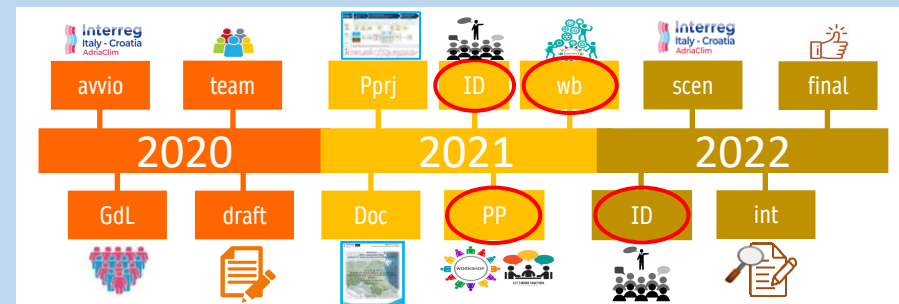 Interreg
Italy - Croatia
AdriaClim
Interreg
Italy - Croatia
AdriaClim
avvio
team
Pprj
ID
wb
scen
final
2020
2021
2022
GdL
draft
Doc
PP
ID
int
WORKSHOP